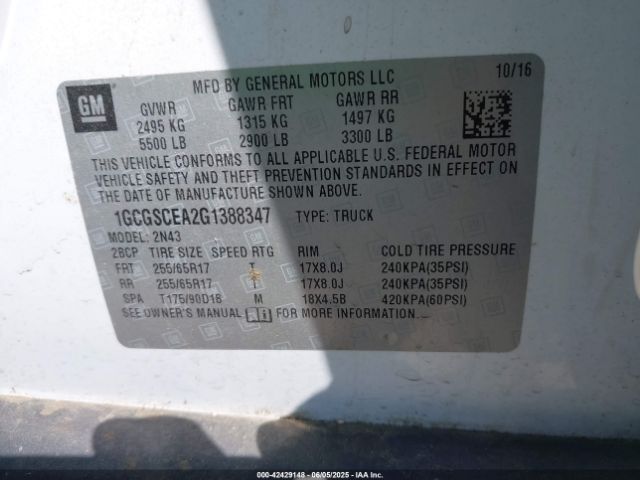 GM
MFD BY GENERAL MOTORS LLC 10/16
GVWR GAWR FRT GAWR RR
2495 KG 1315 KG 1497 KG
5500 LB 2900 LB 3300 LB
THIS VEHICLE CONFORMS TO ALL APPLICABLE U.S. FEDERAL MOTOR
VEHICLE SAFETY AND THEFT PREVENTION STANDARDS IN EFFECT ON
THE DATE OF MANUFACTURE SHOWN ABOVE.
1GCGSCEA2G1388347 TYPE: TRUCK
MODEL: 2N43
2BCP TIRE SIZE SPEED RTG RIM COLD TIRE PRESSURE
FRT 255/65R17 T 17X8.0J 240KPA(35PSI)
RR 255/65R17 T 17X8.0J 240KPA(35PSI)
SPA T175/90D18 M 18X4.5B 420KPA(60PSI)
SEE OWNER'S MANUAL FOR MORE INFORMATION.
000-42429148 - 06/05/2025 - IAAI.COM